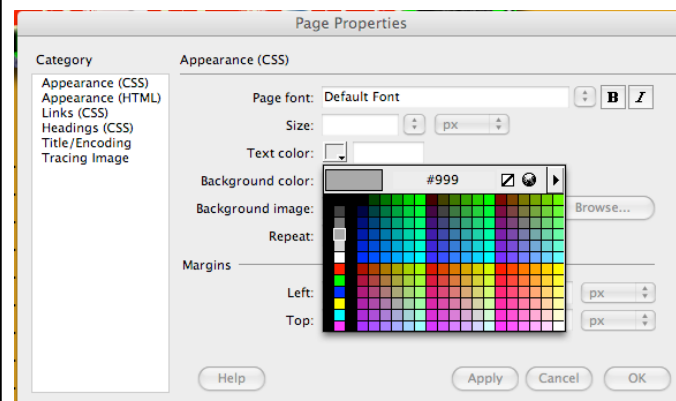 Page Properties
Category
Appearance (CSS)
Links (CSS)
Headings (CSS)
Title/Encoding
Tracing Image
Appearance (HTML)
Appearance (CSS)
Page font: Default Font B I
Size: px
Text color:
Background color: #999
Background image: Browse...
Repeat:
Margins
Left: px
Top: px
Help Apply Cancel OK